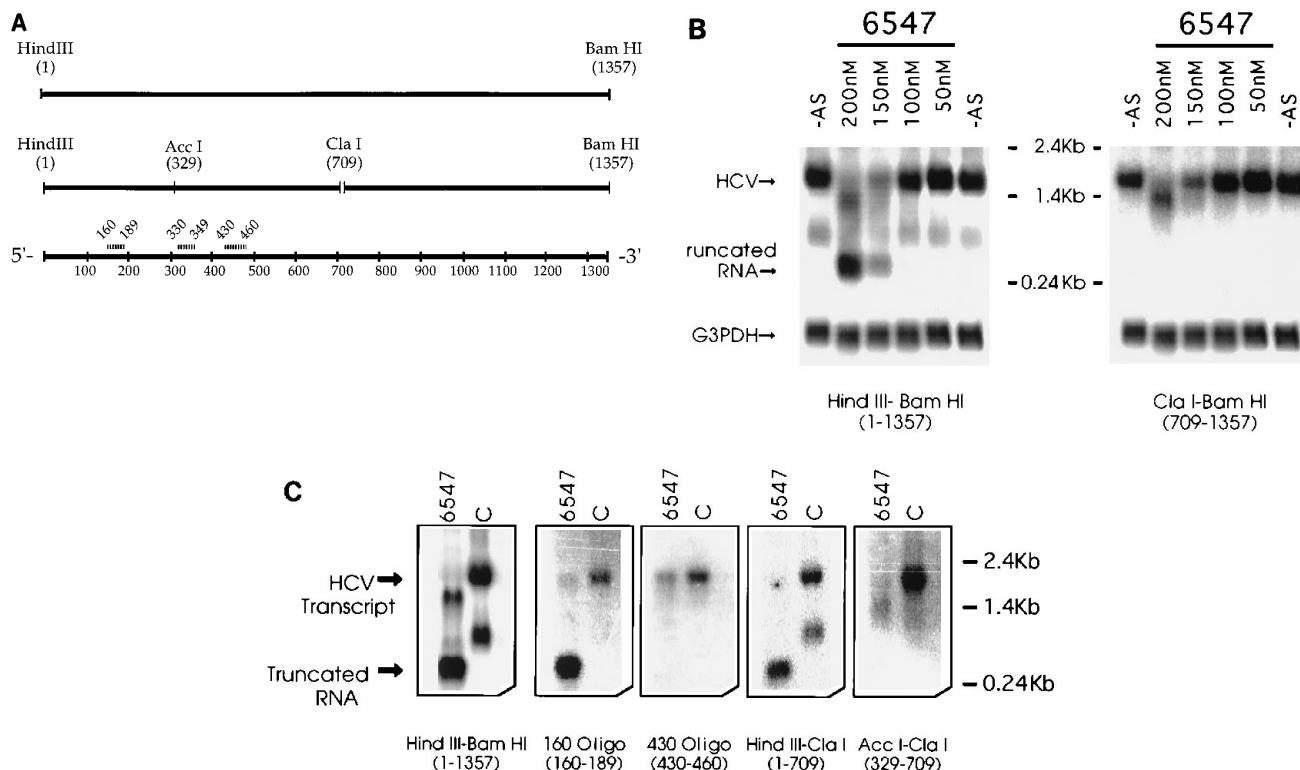 A
HindIII
(1)
Bam HI
(1357)
HindIII
(1)
Acc I
(329)
Cla I
(709)
Bam HI
(1357)
160 189 330 349 430 460
5'- -3'
100 200 300 400 500 600 700 800 900 1000 1100 1200 1300
B
6547
-AS 200nM 150nM 100nM 50nM -AS
HCV→
runcated
RNA→
G3PDH→
Hind III- Bam HI
(1-1357)
- 2.4Kb -
- 1.4Kb -
- 0.24 Kb -
6547
-AS 200nM 150nM 100nM 50nM -AS
Cla I-Bam HI
(709-1357)
C
6547 C 6547 C 6547 C 6547 C 6547 C
HCV
Transcript
Truncated
RNA
- 2.4Kb
- 1.4Kb
- 0.24Kb
Hind III-Bam HI
(1-1357)
160 Oligo
(160-189)
430 Oligo
(430-460)
Hind III-Cla I
(1-709)
Acc I-Cla I
(329-709)